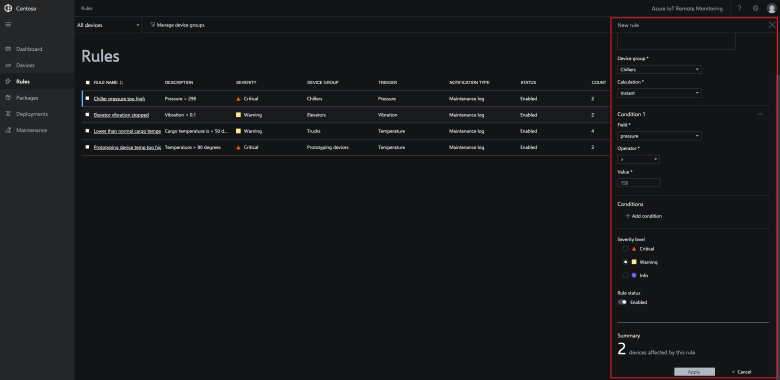 Contoso
Rules
Azure IoT Remote Monitoring
?
All devices
Manage device groups
Dashboard
Devices
Rules
Packages
Deployments
Maintenance
Rules
RULE NAME DESCRIPTION SEVERITY DEVICE GROUP TRIGGER NOTIFICATION TYPE STATUS COUNT
Chiller pressure too high Pressure > 298 Critical Chillers Pressure Maintenance log Enabled 2
Elevator vibration stopped Vibration < 0.1 Warning Elevators Vibration Maintenance log Enabled 2
Lower than normal cargo tempe Cargo temperature is < 50 d... Warning Trucks Temperature Maintenance log Enabled 4
Prototyping device temp too hig Temperature > 80 degrees Critical Prototyping devices Temperature Maintenance log Enabled 2
New rule
Device group *
Chillers
Calculation *
Instant
Condition 1
Field *
pressure
Operator *
>
Value *
150
Conditions
+ Add condition
Severity level
Critical
Warning
Info
Rule status
Enabled
Summary
2 devices affected by this rule
Apply × Cancel